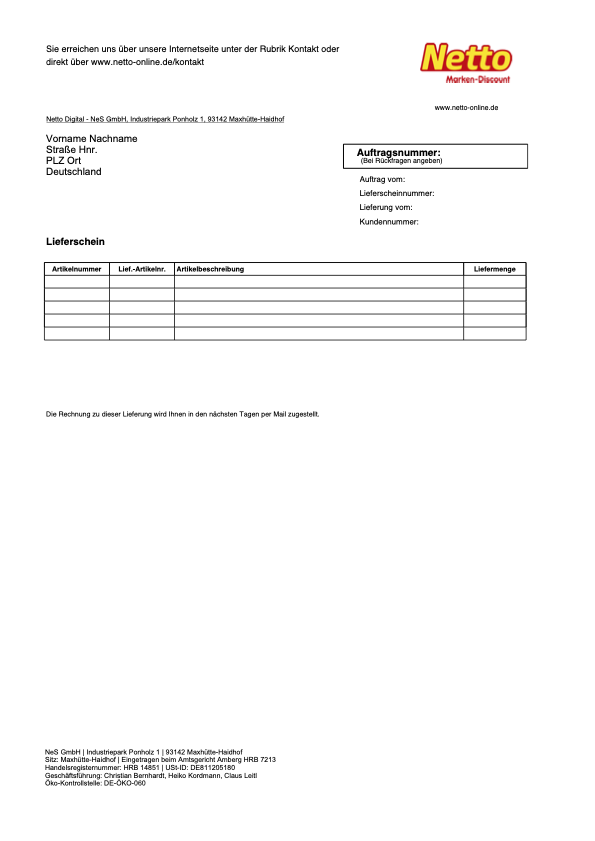 Sie erreichen uns über unsere Internetseite unter der Rubrik Kontakt oder
direkt über www.netto-online.de/kontakt
Netto
Marken-Discount
www.netto-online.de
Netto Digital - NeS GmbH, Industriepark Ponholz 1, 93142 Maxhütte-Haidhof
Vorname Nachname
Straße Hnr.
PLZ Ort
Deutschland
Auftragsnummer:
(Bei Rückfragen angeben)
Auftrag vom:
Lieferscheinnummer:
Lieferung vom:
Kundennummer:
Lieferschein
Artikelnummer Lief.-Artikelnr. Artikelbeschreibung Liefermenge
Die Rechnung zu dieser Lieferung wird Ihnen in den nächsten Tagen per Mail zugestellt.
NeS GmbH | Industriepark Ponholz 1 | 93142 Maxhütte-Haidhof
Sitz: Maxhütte-Haidhof | Eingetragen beim Amtsgericht Amberg HRB 7213
Handelsregisternummer: HRB 14851 | USt-ID: DE811205180
Geschäftsführung: Christian Bernhardt, Heiko Kordmann, Claus Leitl
Öko-Kontrollstelle: DE-ÖKO-060